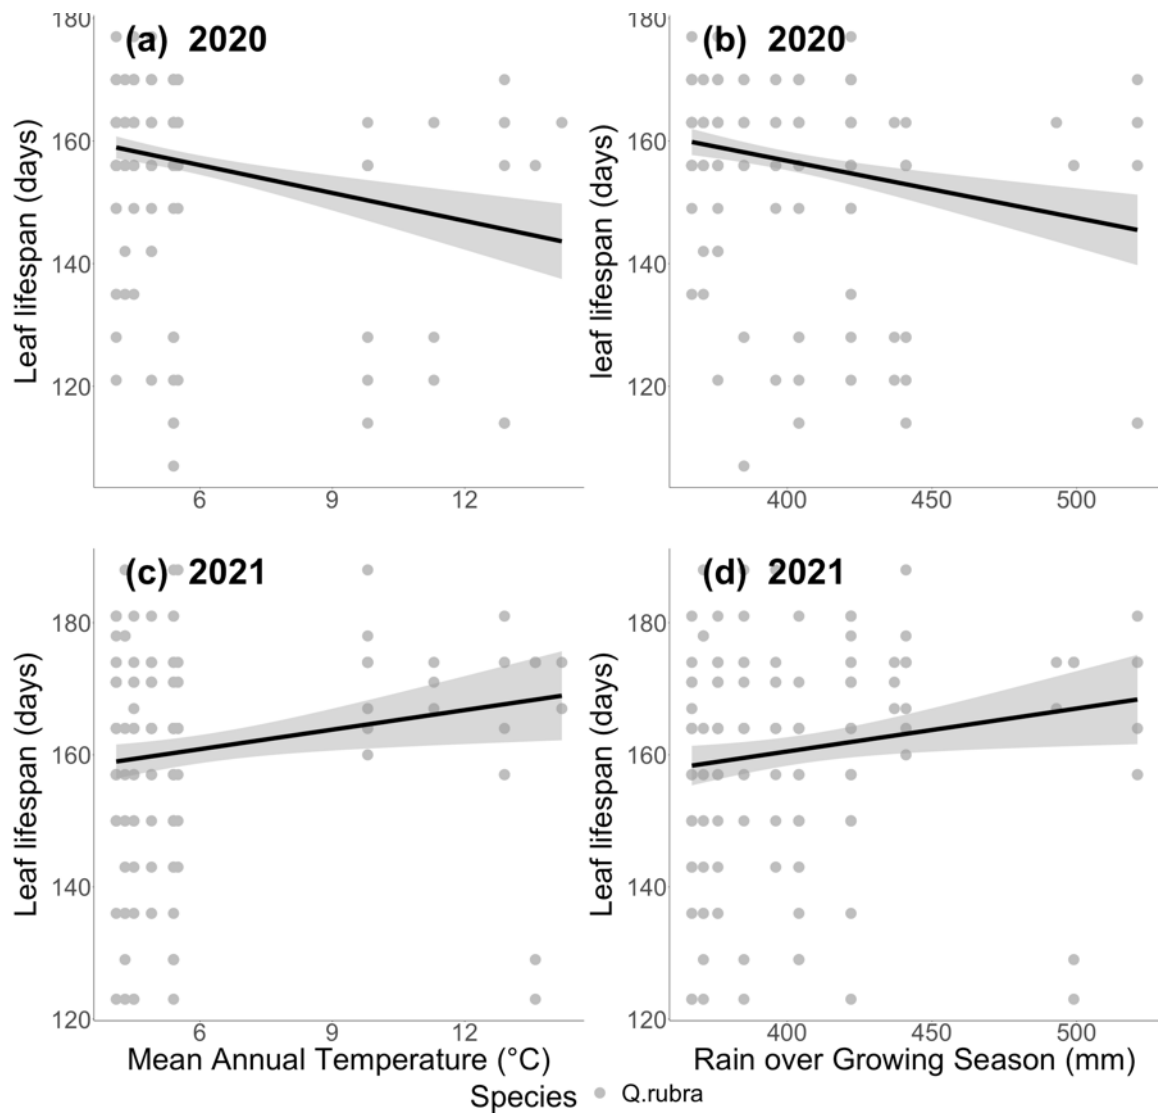 (a) 2020
Leaf lifespan (days)
180
160
140
120
6 9 12
(b) 2020
leaf lifespan (days)
180
160
140
120
400 450 500
(c) 2021
Leaf lifespan (days)
180
160
140
120
6 9 12
Mean Annual Temperature (°C)
(d) 2021
Leaf lifespan (days)
180
160
140
120
400 450 500
Rain over Growing Season (mm)
Species Q.rubra